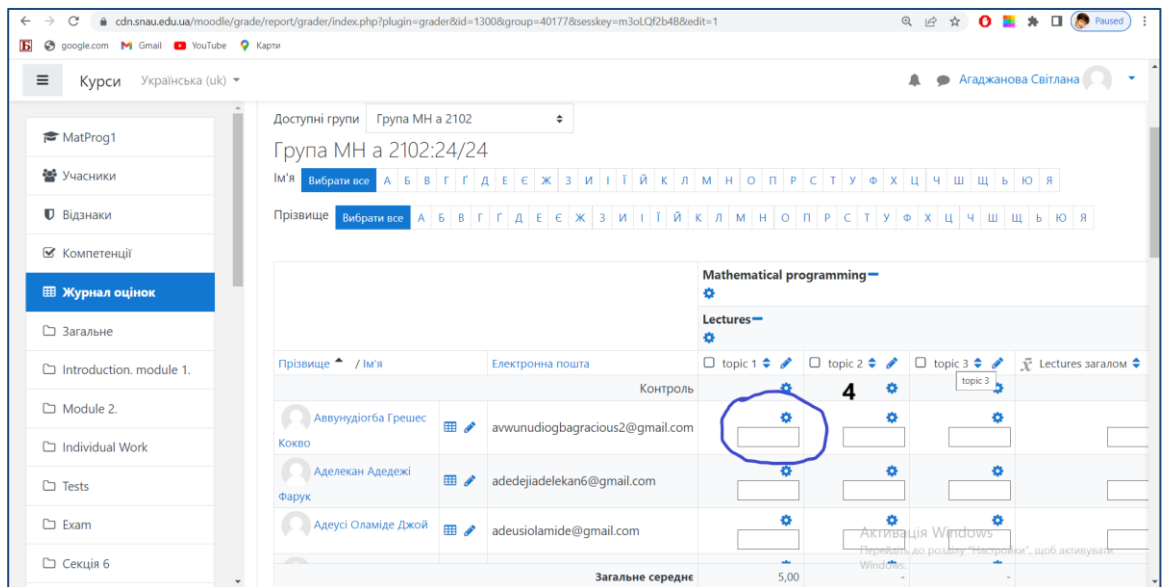 cdn.snau.edu.ua/moodle/grade/report/grader/index.php?plugin=grader&id=1300&group=40177&sesskey=m3oLQf2b48&edit=1
Paused
google.com Gmail YouTube Карти
Курси Українська (uk) Агаджанова Світлана
MatProg1
Учасники
Відзнаки
Компетенції
Журнал оцінок
Загальне
Introduction. module 1.
Module 2.
Individual Work
Tests
Exam
Секція 6
Доступні групи Група МН а 2102
Група МН а 2102:24/24
Ім'я Вибрати все А Б В Г Ґ Д Е Є Ж З И І Ї Й К Л М Н О П Р С Т У Ф Х Ц Ч Ш Щ Ь Ю Я
Прізвище Вибрати все А Б В Г Ґ Д Е Є Ж З И І Ї Й К Л М Н О П Р С Т У Ф Х Ц Ч Ш Щ Ь Ю Я
Mathematical programming
Lectures
Прізвище / Ім'я Електронна пошта topic 1 topic 2 topic 3 x̄ Lectures загалом
Контроль 4 topic 3
Аввунудіогба Грешес
Кокво
avwunudiogbagracious2@gmail.com
Аделекан Адедежі
Фарук
adedejiadelekan6@gmail.com
Адеусі Оламіде Джой
adeusiolamide@gmail.com
Загальне середнє 5,00 - -
Активація Windows
Перейдіть до розділу "Настройки", щоб активувати
Windows.